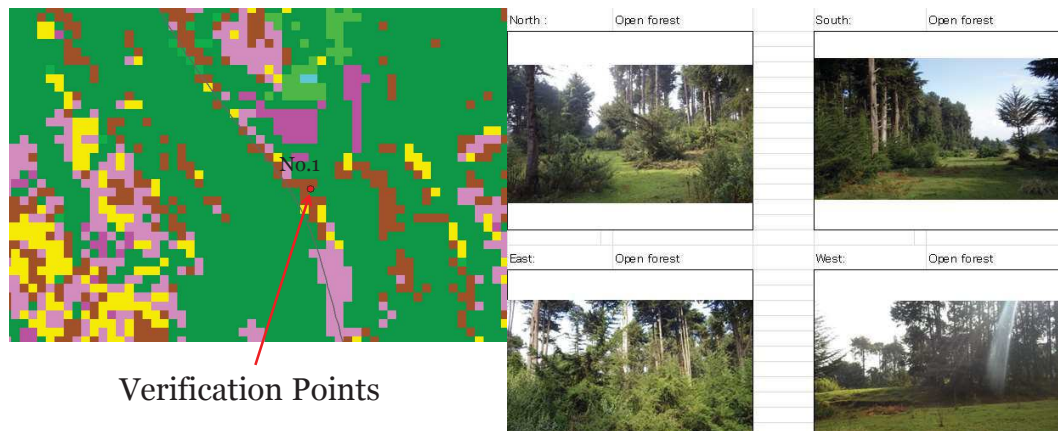 North :
Open forest
South:
Open forest
No.1
East:
Open forest
West:
Open forest
Verification Points